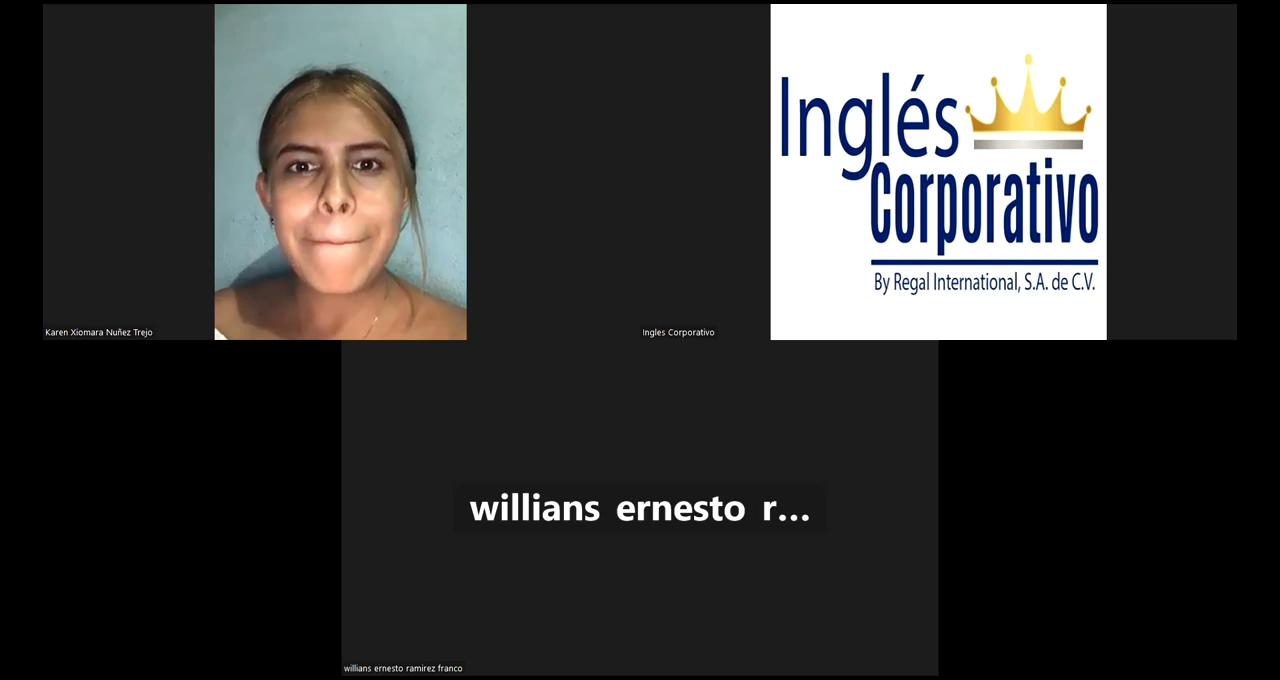 Inglés
Corporativo
By Regal International, S.A. de C.V.
Karen Xiomara Nuñez Trejo
Ingles Corporativo
willians ernesto r...
willians ernesto ramirez franco